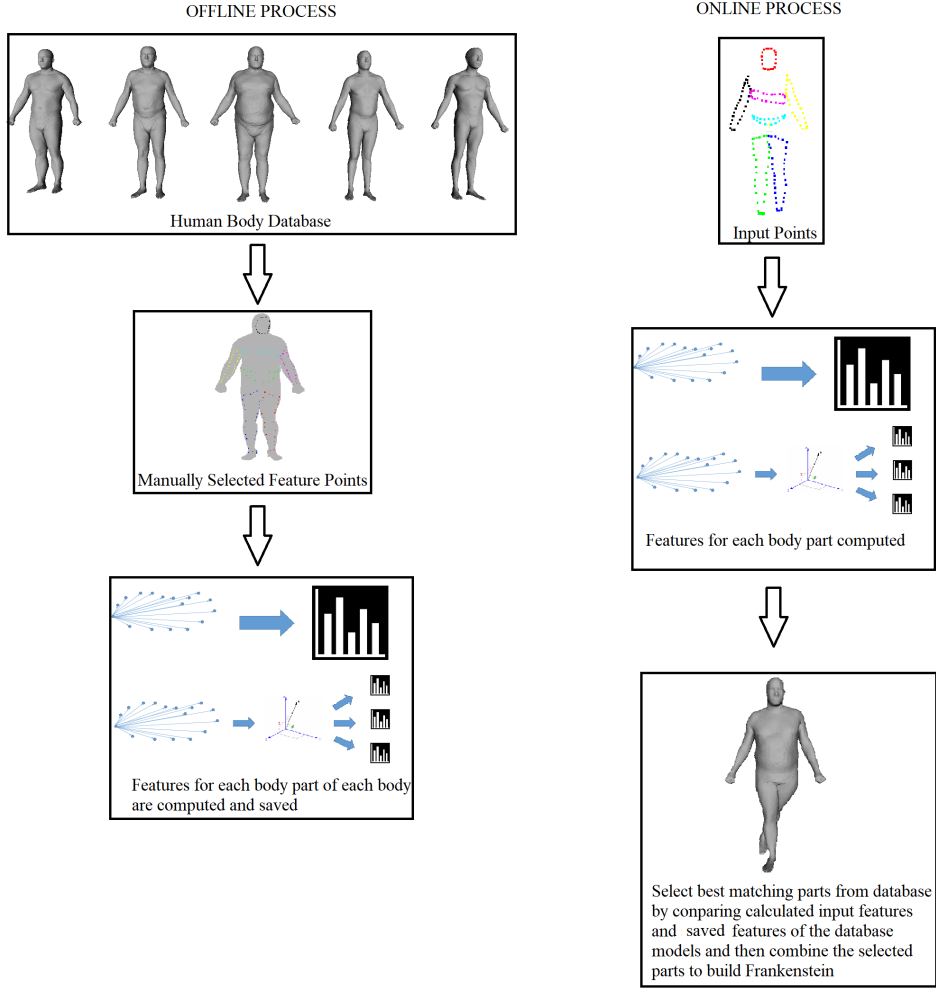 OFFLINE PROCESS
Human Body Database
Manually Selected Feature Points
Features for each body part of each body
are computed and saved
ONLINE PROCESS
Input Points
Features for each body part computed
Select best matching parts from database
by conparing calculated input features
and saved features of the database
models and then combine the selected
parts to build Frankenstein